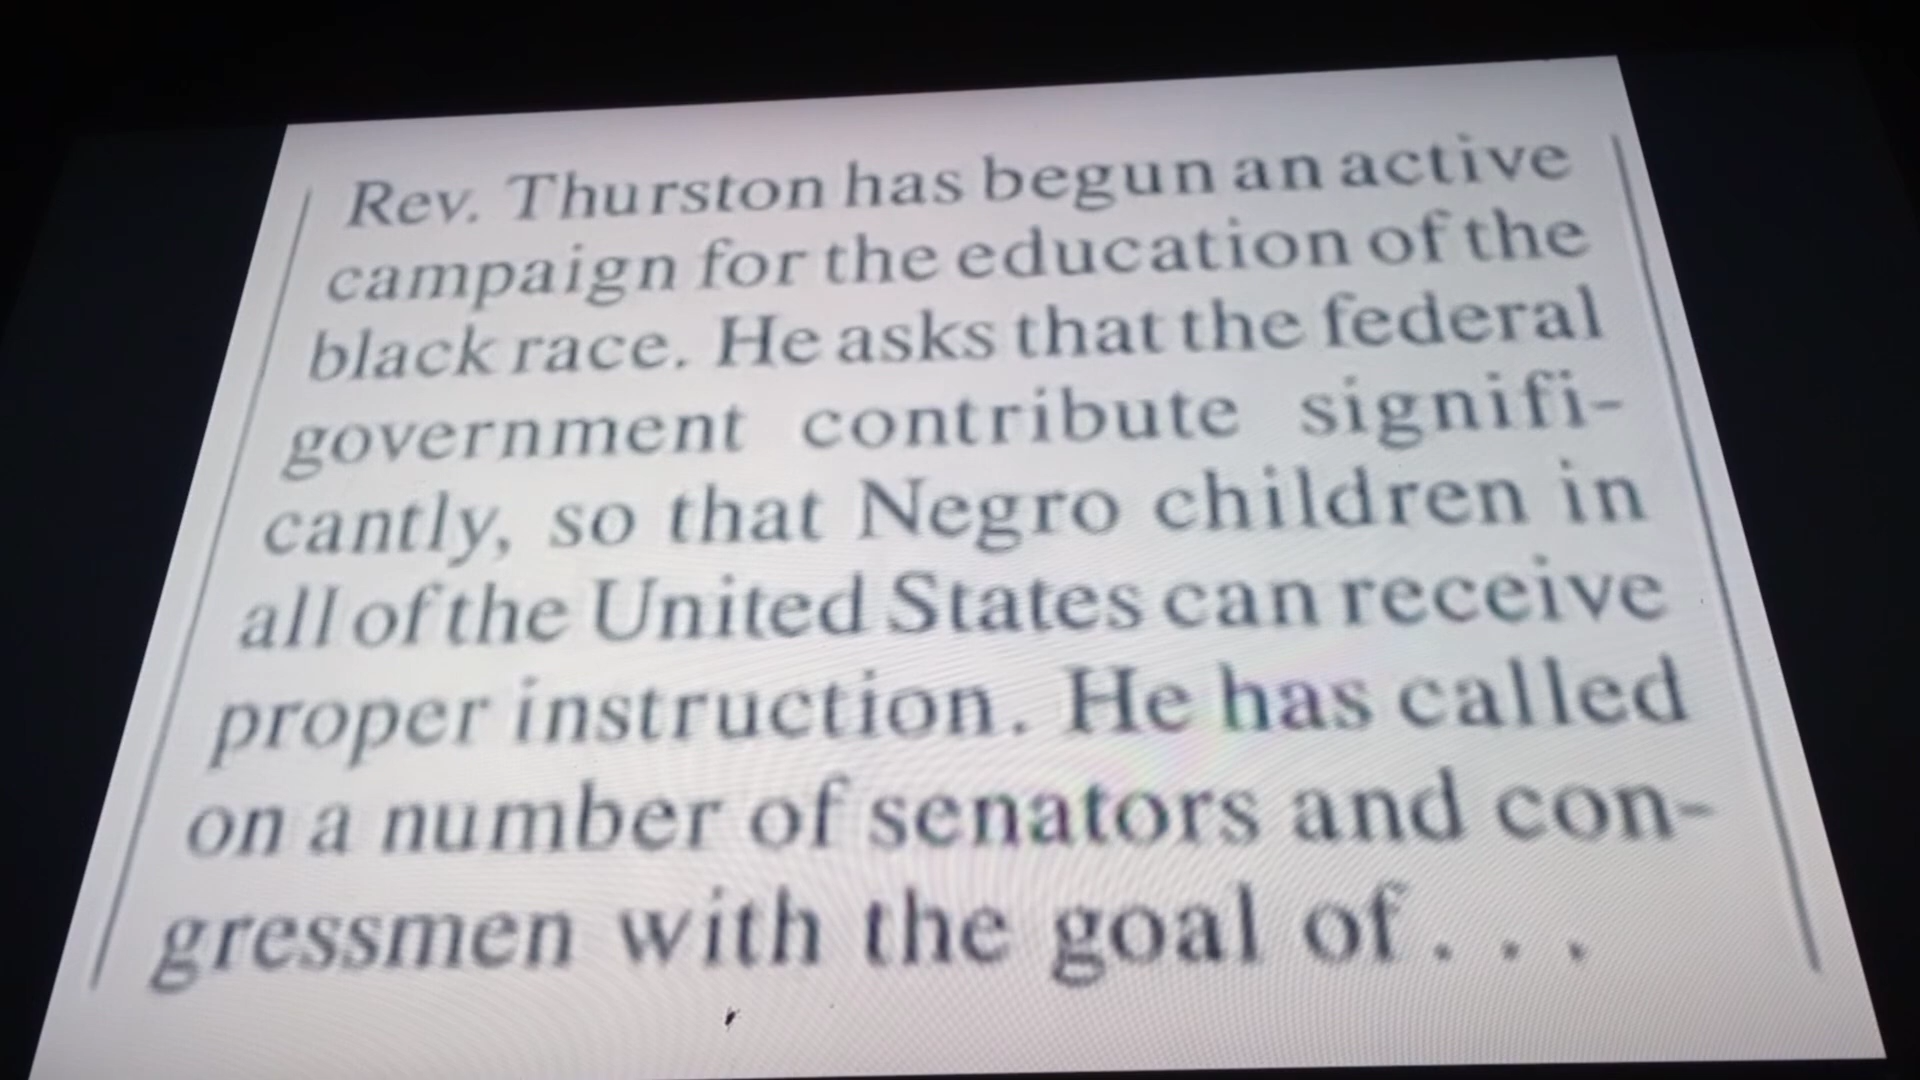 Rev. Thurston has begun an active
campaign for the education of the
black race. He asks that the federal
government contribute signifi-
cantly, so that Negro children in
all of the United States can receive
proper instruction. He has called
on a number of senators and con-
gressmen with the goal of . . .